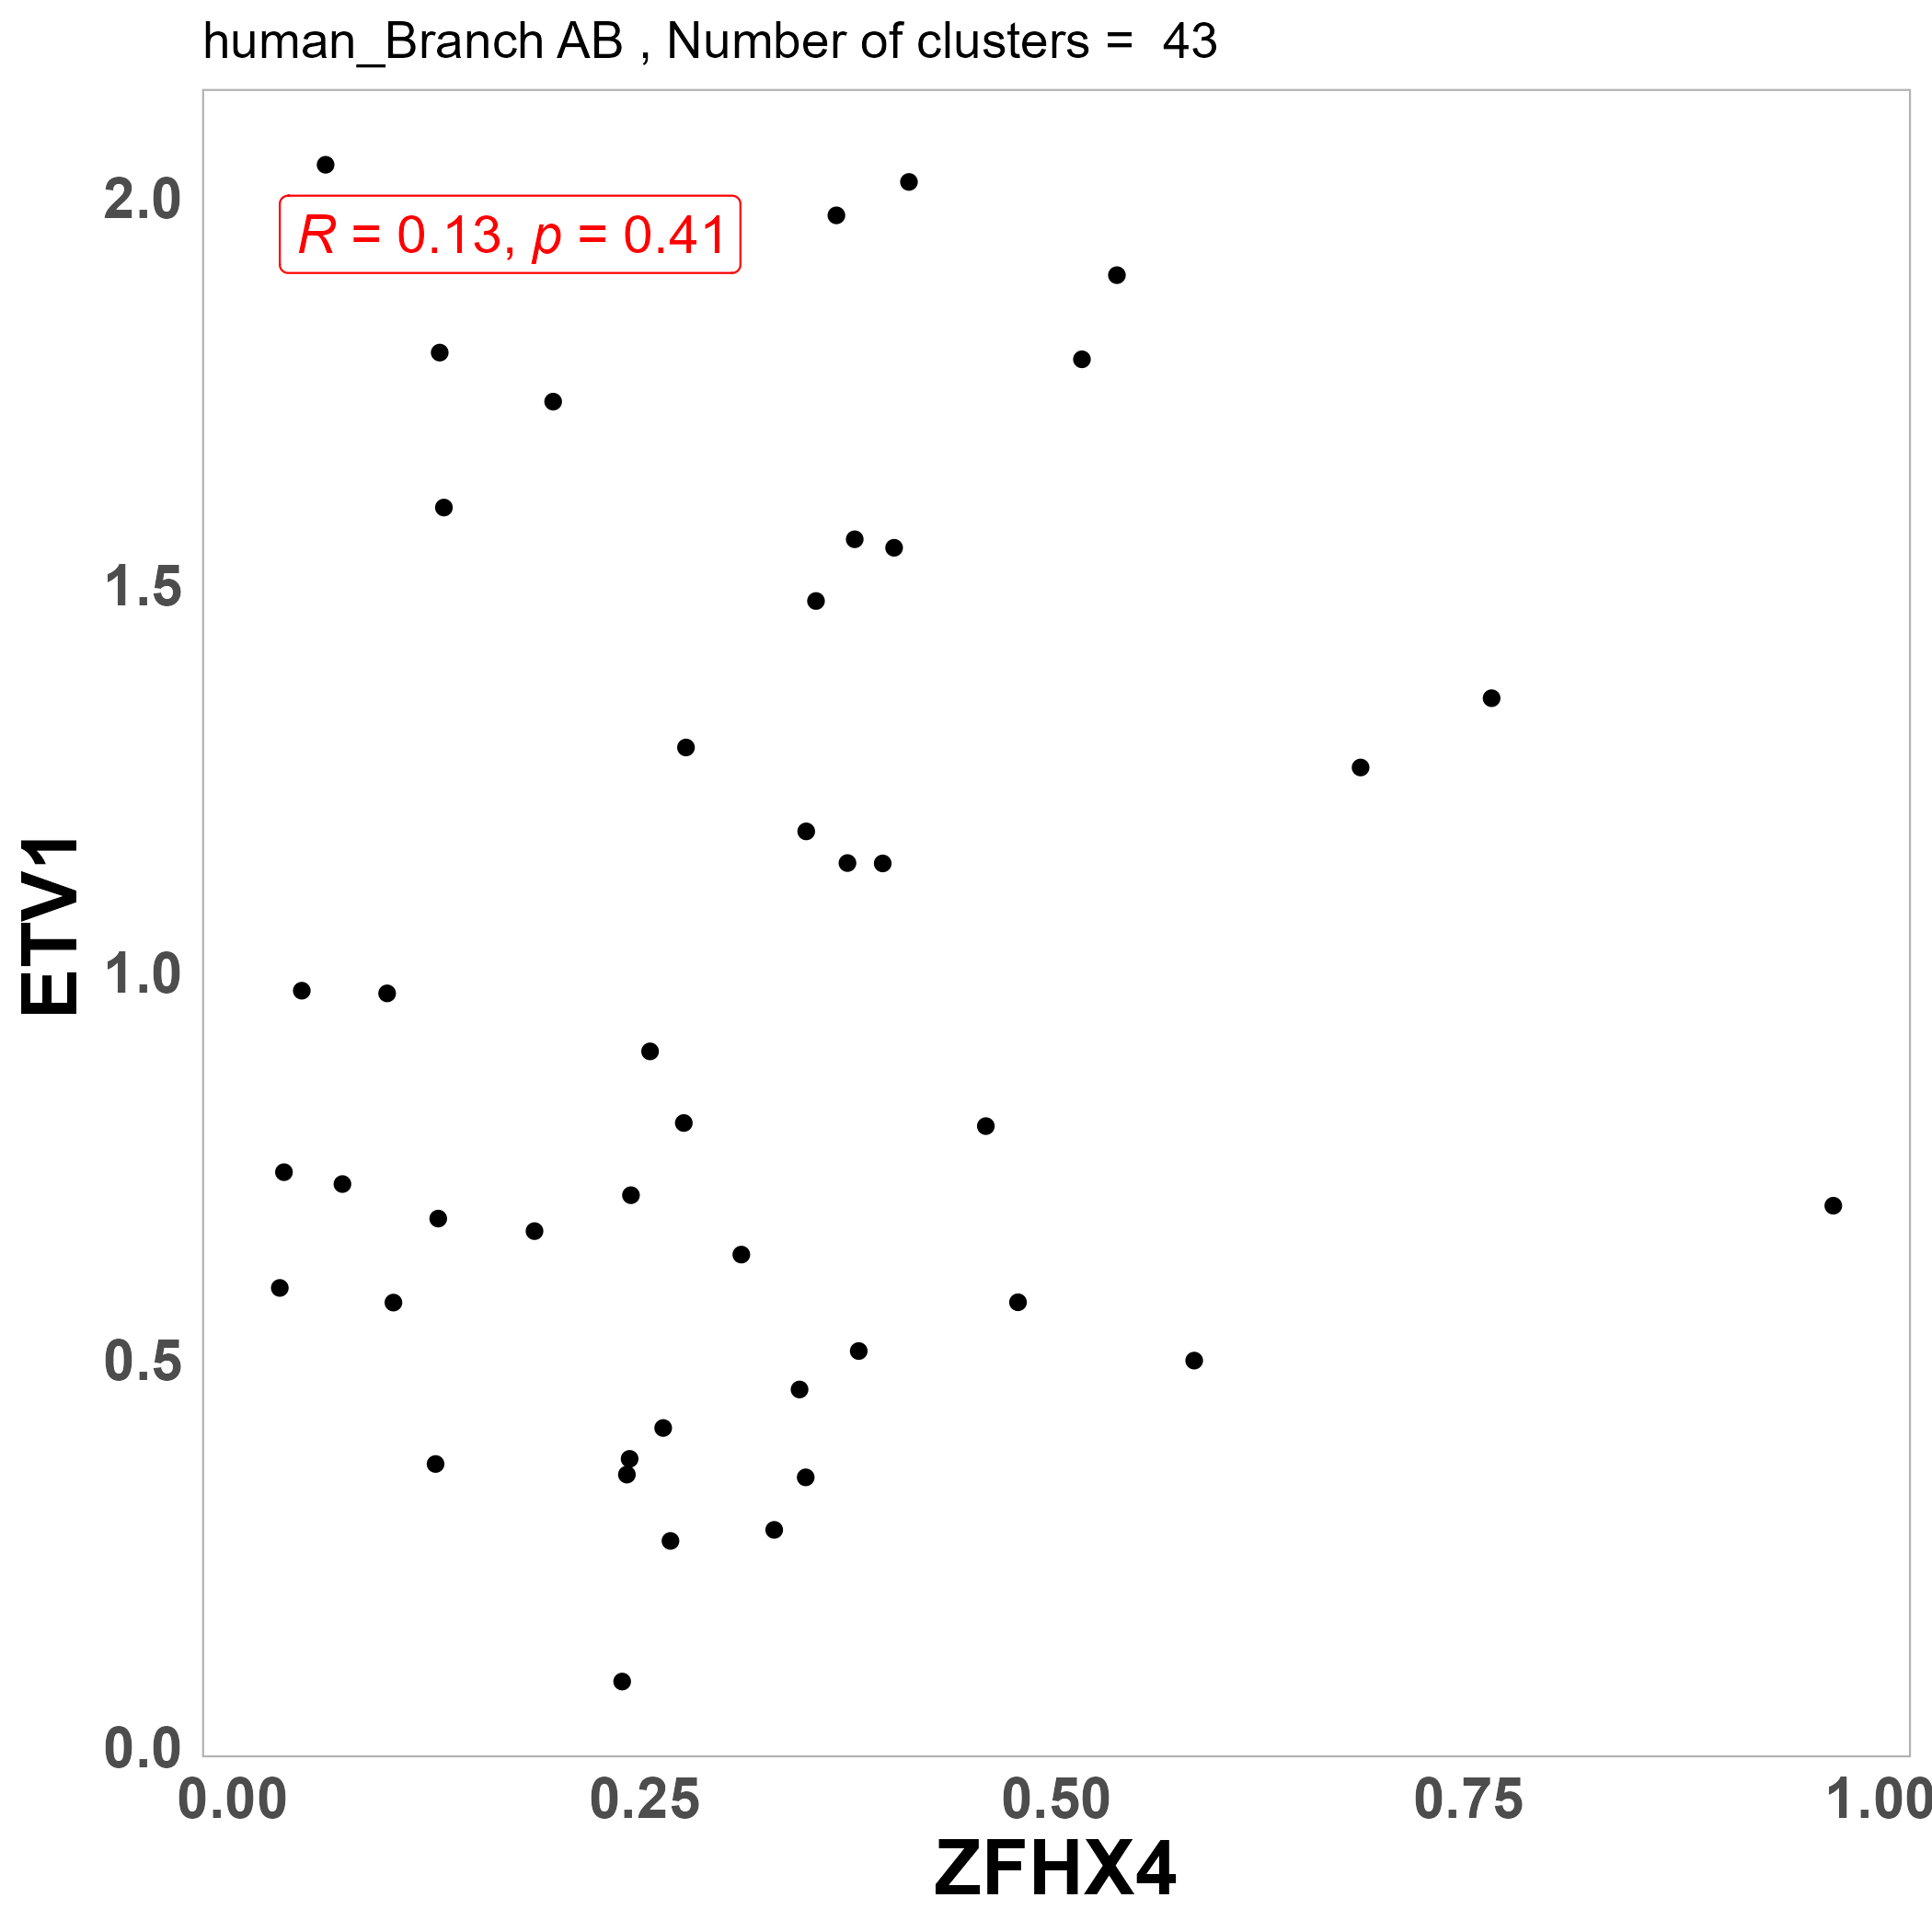 human_Branch AB , Number of clusters =  43
R = 0.13, p = 0.41
2.0
1.5
1.0
0.5
0.0
ETV1
0.00 0.25 0.50 0.75 1.00
ZFHX4